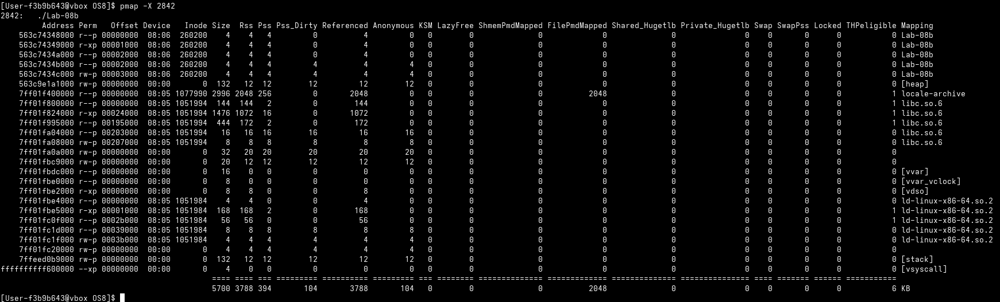 [User-f3b9b643@vbox OS8]$ pmap -X 2842
2842:   ./Lab-08b
         Address Perm   Offset Device   Inode Size  Rss Pss Pss_Dirty Referenced Anonymous KSM LazyFree ShmemPmdMapped FilePmdMapped Shared_Hugetlb Private_Hugetlb Swap SwapPss Locked THPeligible Mapping
    563c74348000 r--p 00000000  08:06  260200    4    4   4         0          4         0   0        0              0             0              0               0    0       0      0           0 Lab-08b
    563c74349000 r-xp 00001000  08:06  260200    4    4   4         0          4         0   0        0              0             0              0               0    0       0      0           0 Lab-08b
    563c7434a000 r--p 00002000  08:06  260200    4    4   4         0          4         0   0        0              0             0              0               0    0       0      0           0 Lab-08b
    563c7434b000 r--p 00002000  08:06  260200    4    4   4         4          4         4   0        0              0             0              0               0    0       0      0           0 Lab-08b
    563c7434c000 rw-p 00003000  08:06  260200    4    4   4         4          4         4   0        0              0             0              0               0    0       0      0           0 Lab-08b
    563c9e1a1000 rw-p 00000000  00:00       0  132   12  12        12         12        12   0        0              0             0              0               0    0       0      0           0 [heap]
    7ff01f400000 r--p 00000000  08:05 1077990 2996 2048 256         0       2048         0   0        0              0          2048              0               0    0       0      0           1 locale-archive
    7ff01f800000 r--p 00000000  08:05 1051994  144  144   2         0        144         0   0        0              0             0              0               0    0       0      0           1 libc.so.6
    7ff01f824000 r-xp 00024000  08:05 1051994 1476 1072  16         0       1072         0   0        0              0             0              0               0    0       0      0           1 libc.so.6
    7ff01f995000 r--p 00195000  08:05 1051994  444  172   2         0        172         0   0        0              0             0              0               0    0       0      0           1 libc.so.6
    7ff01fa04000 r--p 00203000  08:05 1051994   16   16  16        16         16        16   0        0              0             0              0               0    0       0      0           0 libc.so.6
    7ff01fa08000 rw-p 00207000  08:05 1051994    8    8   8         8          8         8   0        0              0             0              0               0    0       0      0           0 libc.so.6
    7ff01fa0a000 rw-p 00000000  00:00       0   32   20  20        20         20        20   0        0              0             0              0               0    0       0      0           0
    7ff01fbc9000 rw-p 00000000  00:00       0   20   12  12        12         12        12   0        0              0             0              0               0    0       0      0           0
    7ff01fbdc000 r--p 00000000  00:00       0   16    0   0         0          0         0   0        0              0             0              0               0    0       0      0           0 [vvar]
    7ff01fbe0000 r--p 00000000  00:00       0    8    0   0         0          0         0   0        0              0             0              0               0    0       0      0           0 [vvar_vclock]
    7ff01fbe2000 r-xp 00000000  00:00       0    8    8   0         0          8         0   0        0              0             0              0               0    0       0      0           0 [vdso]
    7ff01fbe4000 r--p 00000000  08:05 1051984    4    4   0         0          4         0   0        0              0             0              0               0    0       0      0           0 ld-linux-x86-64.so.2
    7ff01fbe5000 r-xp 00001000  08:05 1051984  168  168   2         0        168         0   0        0              0             0              0               0    0       0      0           1 ld-linux-x86-64.so.2
    7ff01fc0f000 r--p 0002b000  08:05 1051984   56   56   0         0         56         0   0        0              0             0              0               0    0       0      0           1 ld-linux-x86-64.so.2
    7ff01fc1d000 r--p 00039000  08:05 1051984    8    8   8         8          8         8   0        0              0             0              0               0    0       0      0           0 ld-linux-x86-64.so.2
    7ff01fc1f000 rw-p 0003b000  08:05 1051984    4    4   4         4          4         4   0        0              0             0              0               0    0       0      0           0 ld-linux-x86-64.so.2
    7ff01fc20000 rw-p 00000000  00:00       0    4    4   4         4          4         4   0        0              0             0              0               0    0       0      0           0
    7ffeed0b9000 rw-p 00000000  00:00       0  132   12  12        12         12        12   0        0              0             0              0               0    0       0      0           0 [stack]
ffffffffff600000 --xp 00000000  00:00       0    4    0   0         0          0         0   0        0              0             0              0               0    0       0      0           0 [vsyscall]
                                              ==== ==== === ========= ========== ========= === ======== ============== ============= ============== =============== ==== ======= ====== ===========
                                              5700 3788 394       104       3788       104   0        0              0          2048              0               0    0       0      0           6 KB
[User-f3b9b643@vbox OS8]$